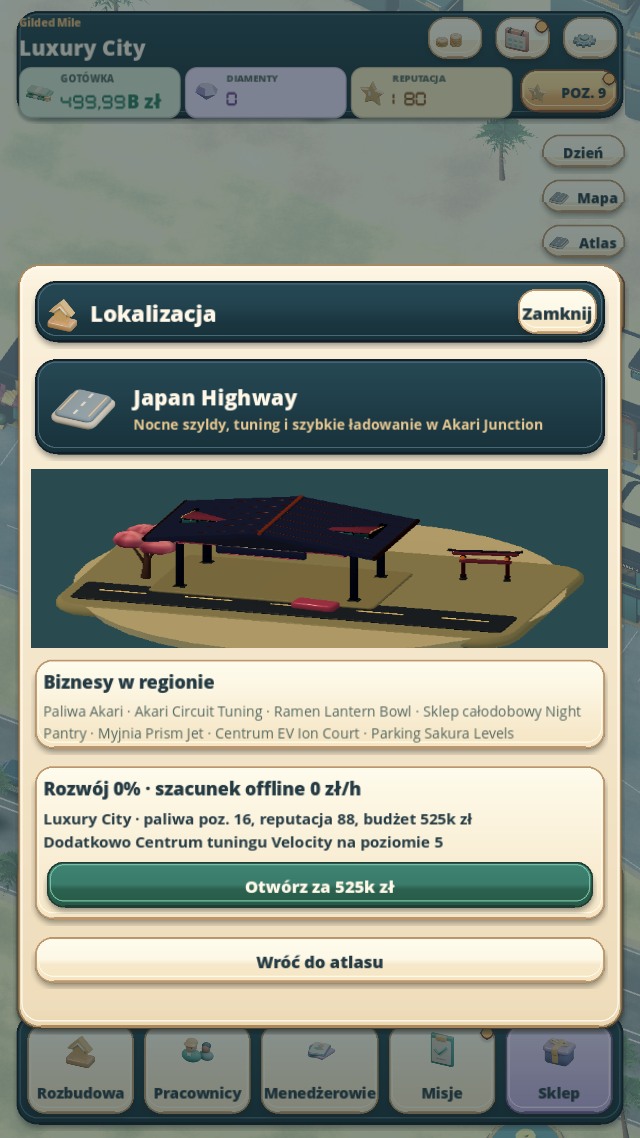 Gilded Mile
Luxury City
GOTÓWKA
499,99B zł
DIAMENTY
0
REPUTACJA
180
POZ. 9
Dzień
Mapa
Atlas
Lokalizacja
Zamknij
Japan Highway
Nocne szyldy, tuning i szybkie ładowanie w Akari Junction
Biznesy w regionie
Paliwa Akari · Akari Circuit Tuning · Ramen Lantern Bowl · Sklep całodobowy Night
Pantry · Myjnia Prism Jet · Centrum EV Ion Court · Parking Sakura Levels
Rozwój 0% · szacunek offline 0 zł/h
Luxury City · paliwa poz. 16, reputacja 88, budżet 525k zł
Dodatkowo Centrum tuningu Velocity na poziomie 5
Otwórz za 525k zł
Wróć do atlasu
Rozbudowa
Pracownicy
Menedżerowie
Misje
Sklep